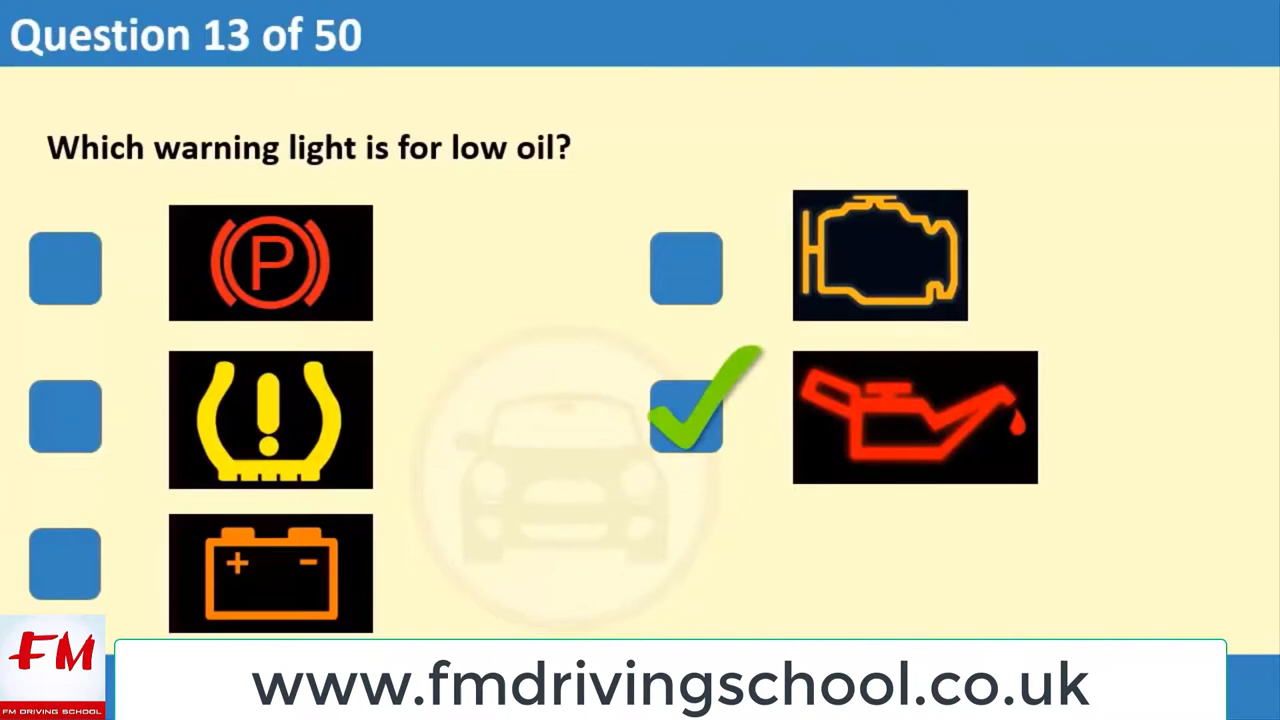 Question 13 of 50
Which warning light is for low oil?
P
!
+ -
FM
FM DRIVING SCHOOL
www.fmdrivingschool.co.uk